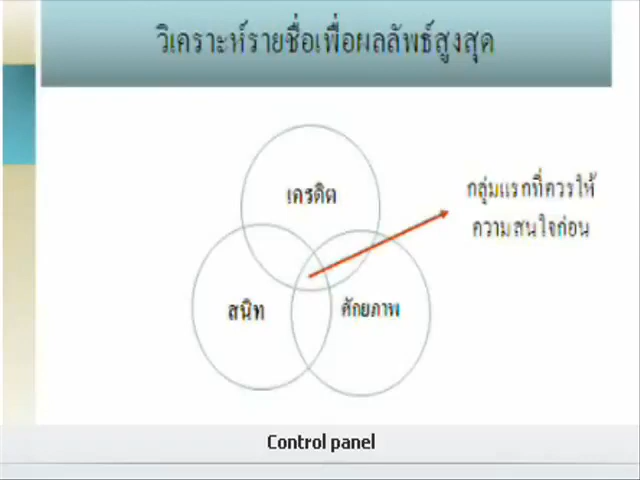 วิเคราะห์รายชื่อเพื่อผลลัพธ์สูงสุด
เครดิต
กลุ่มแรกที่ควรให้
ความสนใจก่อน
สนิท
ศักยภาพ
Control panel